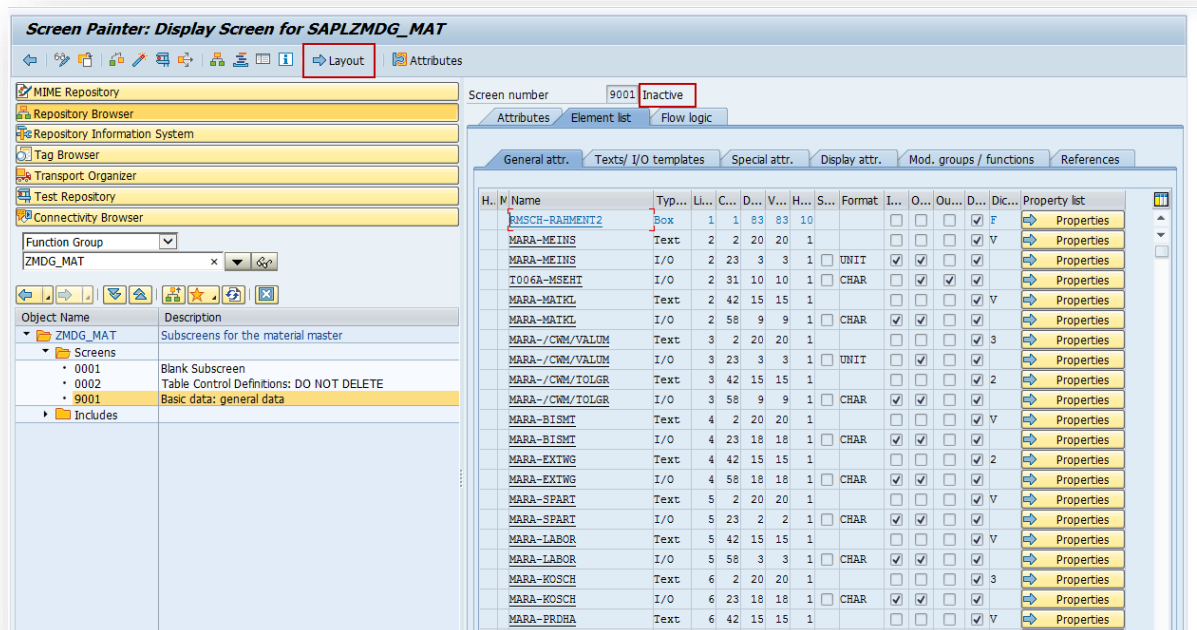 Screen Painter: Display Screen for SAPLZMDG_MAT
Layout Attributes
MIME Repository
Repository Browser
Repository Information System
Tag Browser
Transport Organizer
Test Repository
Connectivity Browser
Function Group
ZMDG_MAT
Object Name Description
ZMDG_MAT Subscreens for the material master
Screens
0001 Blank Subscreen
0002 Table Control Definitions: DO NOT DELETE
9001 Basic data: general data
Includes
Screen number 9001 Inactive
Attributes Element list Flow logic
General attr. Texts/ I/O templates Special attr. Display attr. Mod. groups / functions References
H.. M Name Typ... Li... C... D... V... H... S... Format I... O... Ou... D... Dic... Property list
RMSCH-RAHMENT2 Box 1 1 83 83 10 F Properties
MARA-MEINS Text 2 2 20 20 1 V Properties
MARA-MEINS I/O 2 23 3 3 1 UNIT Properties
T006A-MSEHT I/O 2 31 10 10 1 CHAR Properties
MARA-MATKL Text 2 42 15 15 1 V Properties
MARA-MATKL I/O 2 58 9 9 1 CHAR Properties
MARA-/CWM/VALUM Text 3 2 20 20 1 3 Properties
MARA-/CWM/VALUM I/O 3 23 3 3 1 UNIT Properties
MARA-/CWM/TOLGR Text 3 42 15 15 1 2 Properties
MARA-/CWM/TOLGR I/O 3 58 9 9 1 CHAR Properties
MARA-BISMT Text 4 2 20 20 1 V Properties
MARA-BISMT I/O 4 23 18 18 1 CHAR Properties
MARA-EXTWG Text 4 42 15 15 1 2 Properties
MARA-EXTWG I/O 4 58 18 18 1 CHAR Properties
MARA-SPART Text 5 2 20 20 1 V Properties
MARA-SPART I/O 5 23 2 2 1 CHAR Properties
MARA-LABOR Text 5 42 15 15 1 V Properties
MARA-LABOR I/O 5 58 3 3 1 CHAR Properties
MARA-KOSCH Text 6 2 20 20 1 3 Properties
MARA-KOSCH I/O 6 23 18 18 1 CHAR Properties
MARA-PRDHA Text 6 42 15 15 1 V Properties